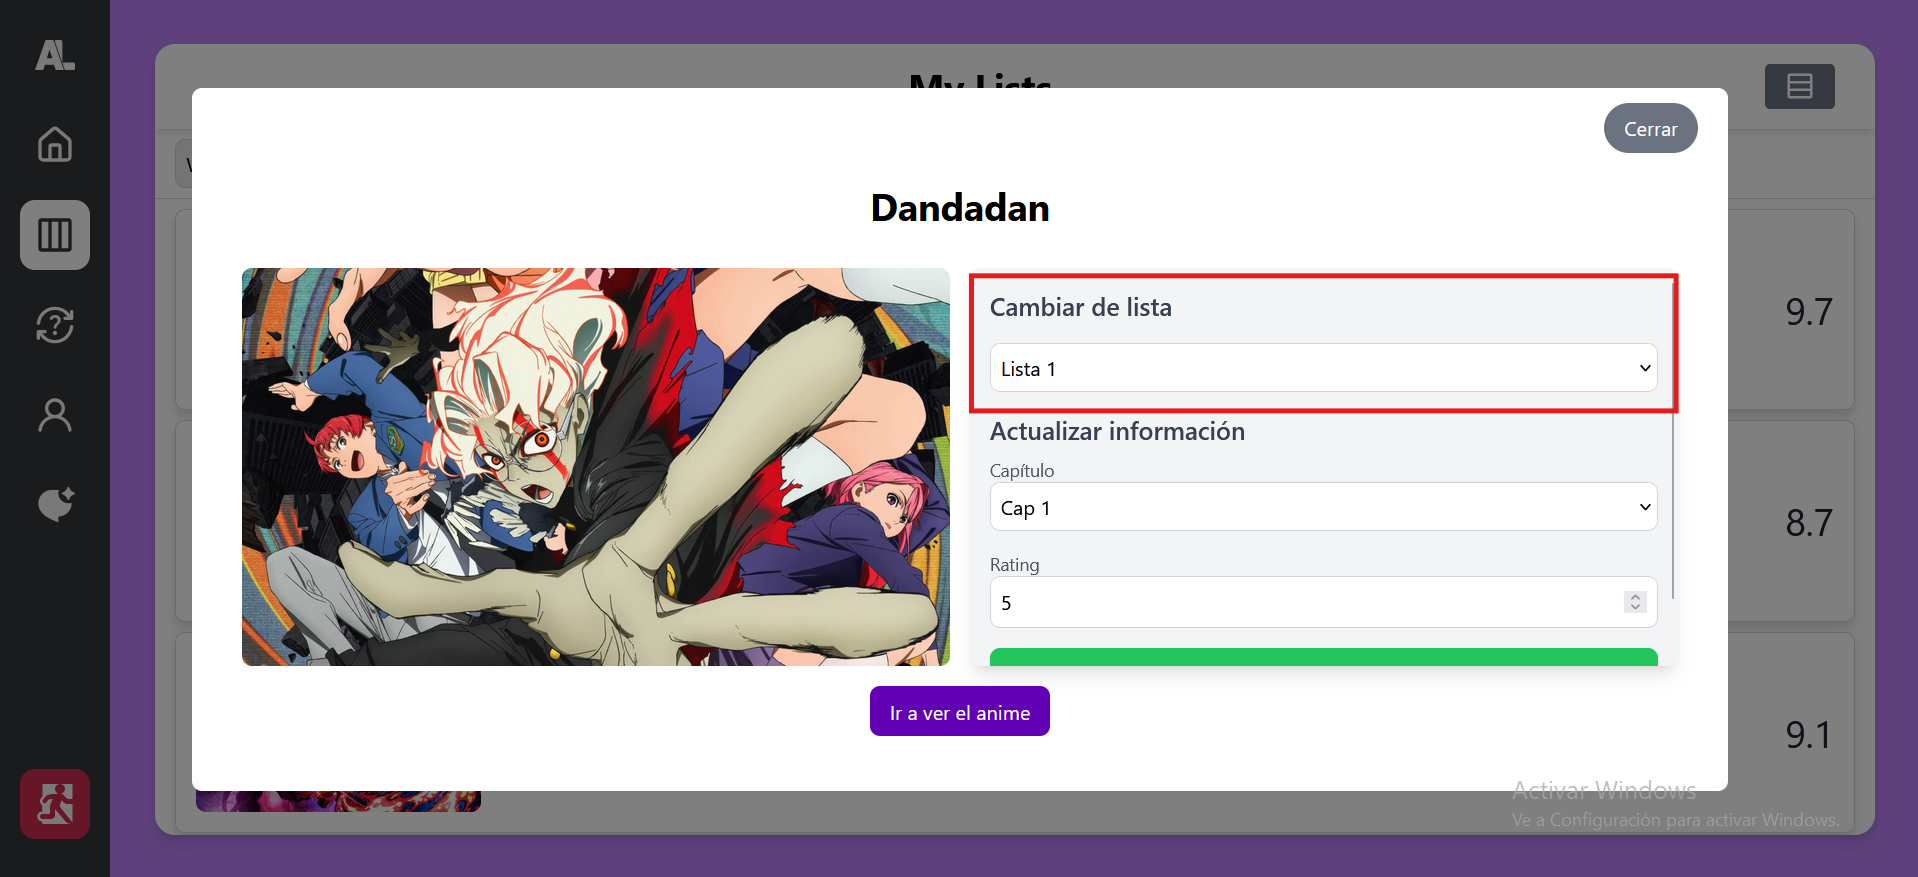 AL
My Lists
Cerrar
Dandadan
9.7
Cambiar de lista
Lista 1
Actualizar información
Capítulo
Cap 1
8.7
Rating
5
Ir a ver el anime
9.1
Activar Windows
Ve a Configuración para activar Windows.